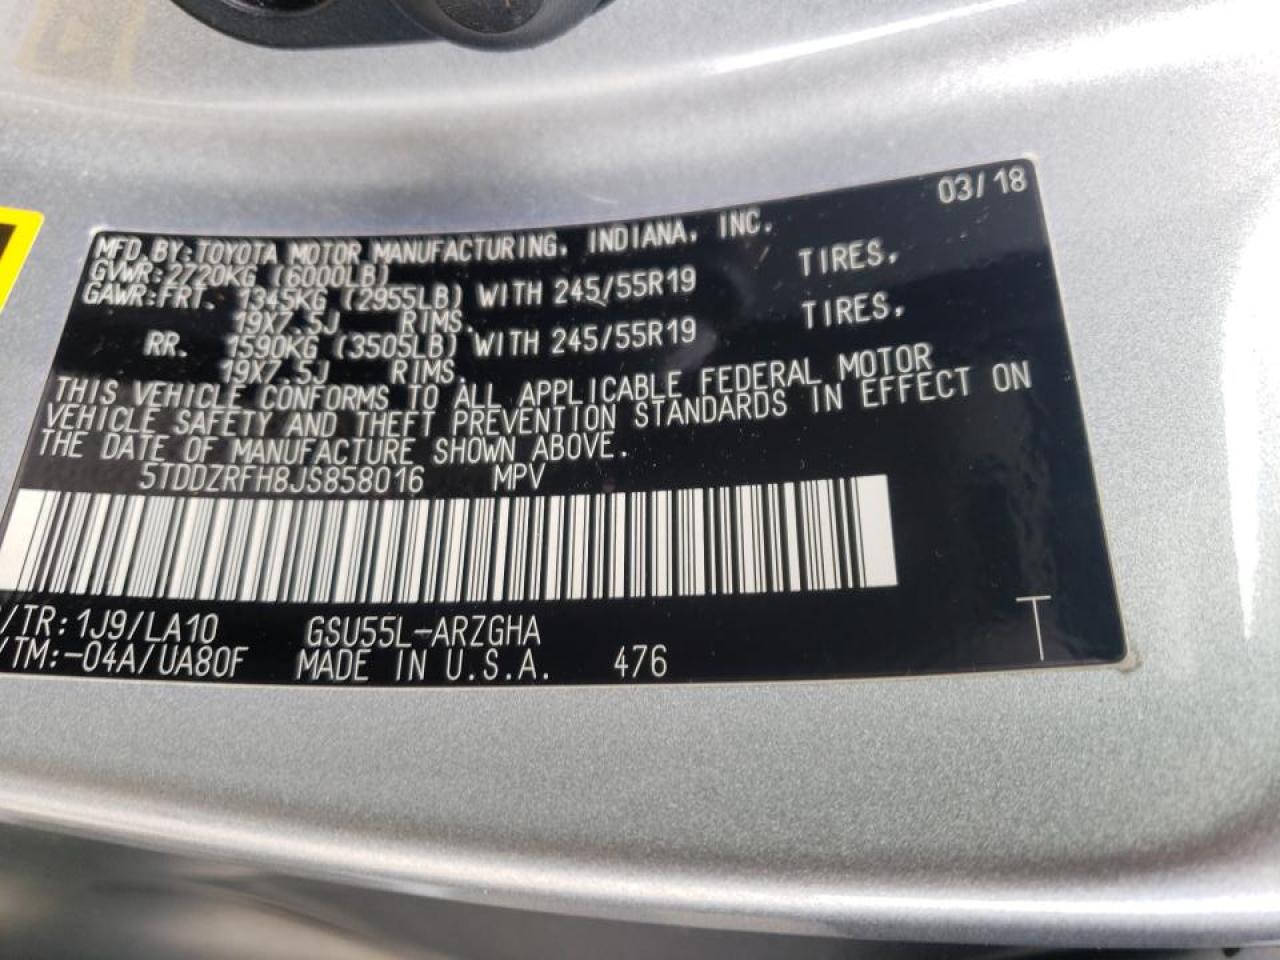 03/18
MFD.BY:TOYOTA MOTOR MANUFACTURING, INDIANA, INC.
GVWR:2720KG (6000LB)
GAWR:FRT. 1345KG (2955LB) WITH 245/55R19 TIRES,
19X7.5J RIMS.
RR. 1590KG (3505LB) WITH 245/55R19 TIRES,
19X7.5J RIMS.
THIS VEHICLE CONFORMS TO ALL APPLICABLE FEDERAL MOTOR
VEHICLE SAFETY AND THEFT PREVENTION STANDARDS IN EFFECT ON
THE DATE OF MANUFACTURE SHOWN ABOVE.
5TDDZRFH8JS858016 MPV
/TR:1J9/LA10 GSU55L-ARZGHA
/TM:-04A/UA80F MADE IN U.S.A. 476
T